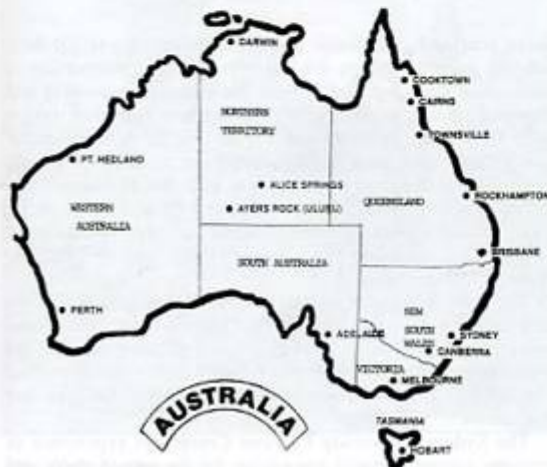 DARWIN
COOKTOWN
CAIRNS
NORTHERN
TERRITORY
TOWNSVILLE
PT. HEDLAND
ALICE SPRINGS
QUEENSLAND
ROCKHAMPTON
WESTERN
AUSTRALIA
AYERS ROCK (ULURU)
BRISBANE
SOUTH AUSTRALIA
NEW
SOUTH
WALES
PERTH
ADELAIDE
SYDNEY
CANBERRA
VICTORIA
MELBOURNE
AUSTRALIA
TASMANIA
HOBART